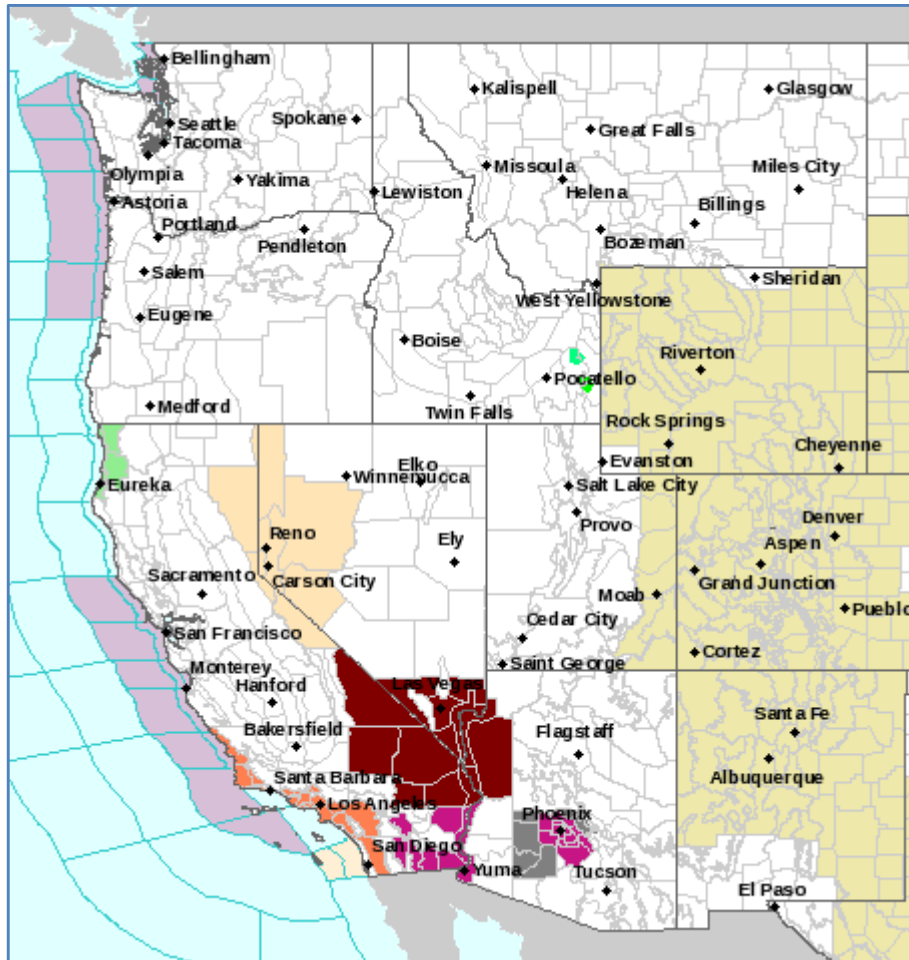 Bellingham
Kalispell
Glasgow
Seattle
Spokane
Great Falls
Tacoma
Missoula
Miles City
Olympia
Yakima
Lewiston
Helena
Astoria
Billings
Portland
Pendleton
Bozeman
Salem
Sheridan
West Yellowstone
Eugene
Boise
Riverton
Pocatello
Medford
Twin Falls
Rock Springs
Cheyenne
Elko
Evanston
Eureka
Winnemucca
Salt Lake City
Provo
Denver
Reno
Ely
Aspen
Carson City
Grand Junction
Sacramento
Moab
Pueblo
San Francisco
Cedar City
Cortez
Saint George
Monterey
Las Vegas
Hanford
Santa Fe
Bakersfield
Flagstaff
Albuquerque
Santa Barbara
Los Angeles
Phoenix
San Diego
Yuma
Tucson
El Paso